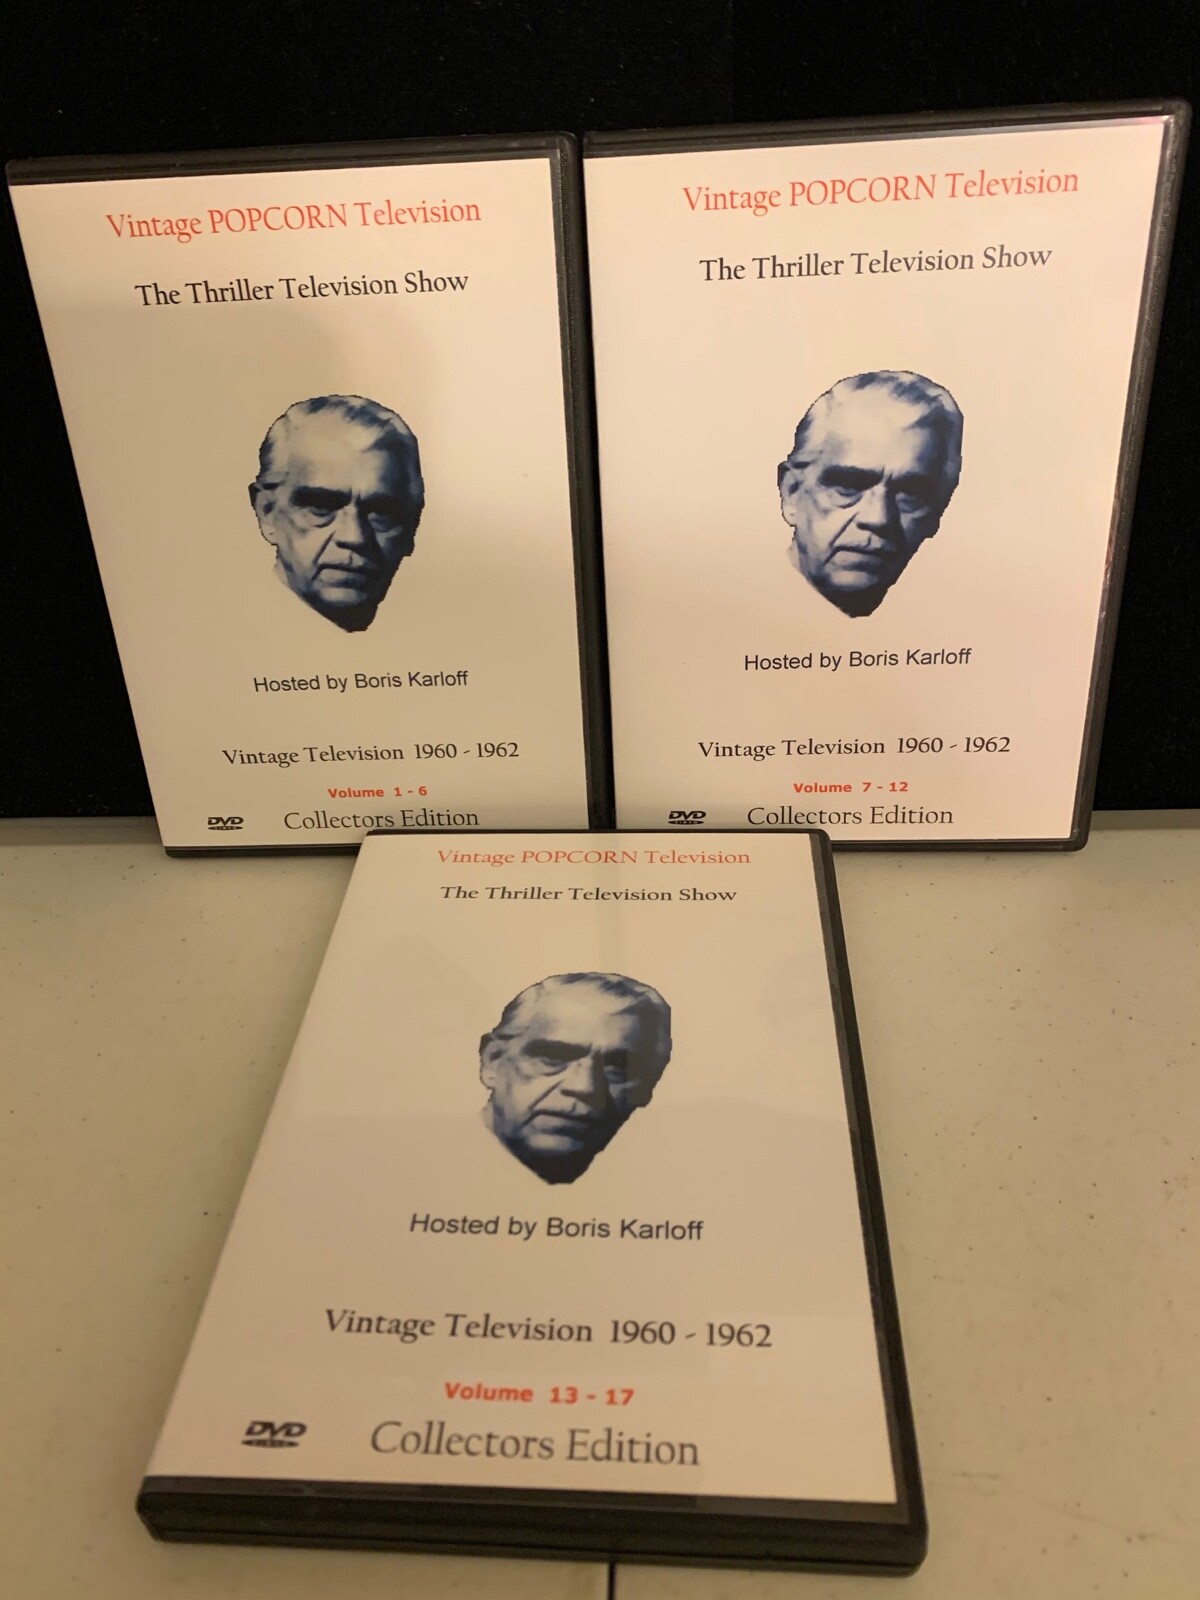 Vintage POPCORN Television
The Thriller Television Show
Hosted by Boris Karloff
Vintage Television 1960 - 1962
Volume 1 - 6
DVD
Collectors Edition
Vintage POPCORN Television
The Thriller Television Show
Hosted by Boris Karloff
Vintage Television 1960 - 1962
Volume 7 - 12
DVD
Collectors Edition
Vintage POPCORN Television
The Thriller Television Show
Hosted by Boris Karloff
Vintage Television 1960 - 1962
Volume 13 - 17
DVD
Collectors Edition